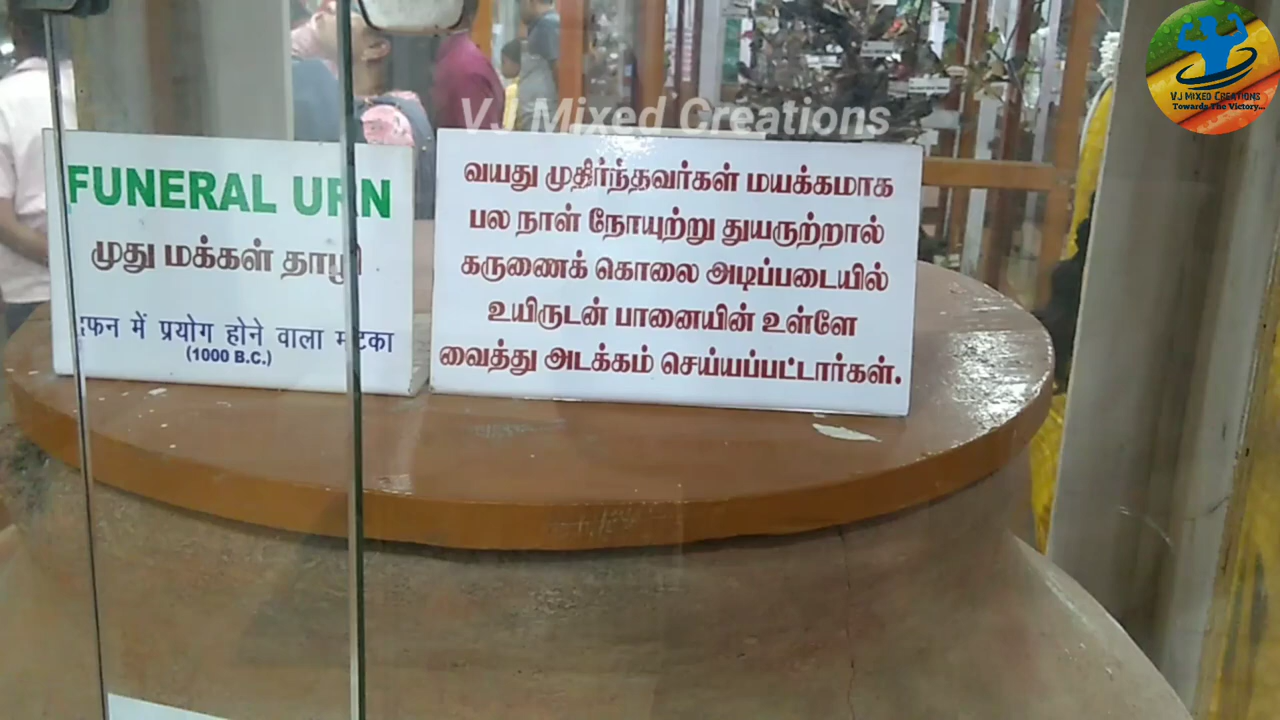 FUNERAL URN
முது மக்கள் தாழி
में प्रयोग होने वाला मटका
(1000 B.C.)
வயது முதிர்ந்தவர்கள் மயக்கமாக
பல நாள் நோயுற்று துயருற்றால்
கருணைக் கொலை அடிப்படையில்
உயிருடன் பானையின் உள்ளே
வைத்து அடக்கம் செய்யப்பட்டார்கள்.
VJ Mixed Creations
VJ MIXED CREATIONS
Towards The Victory...